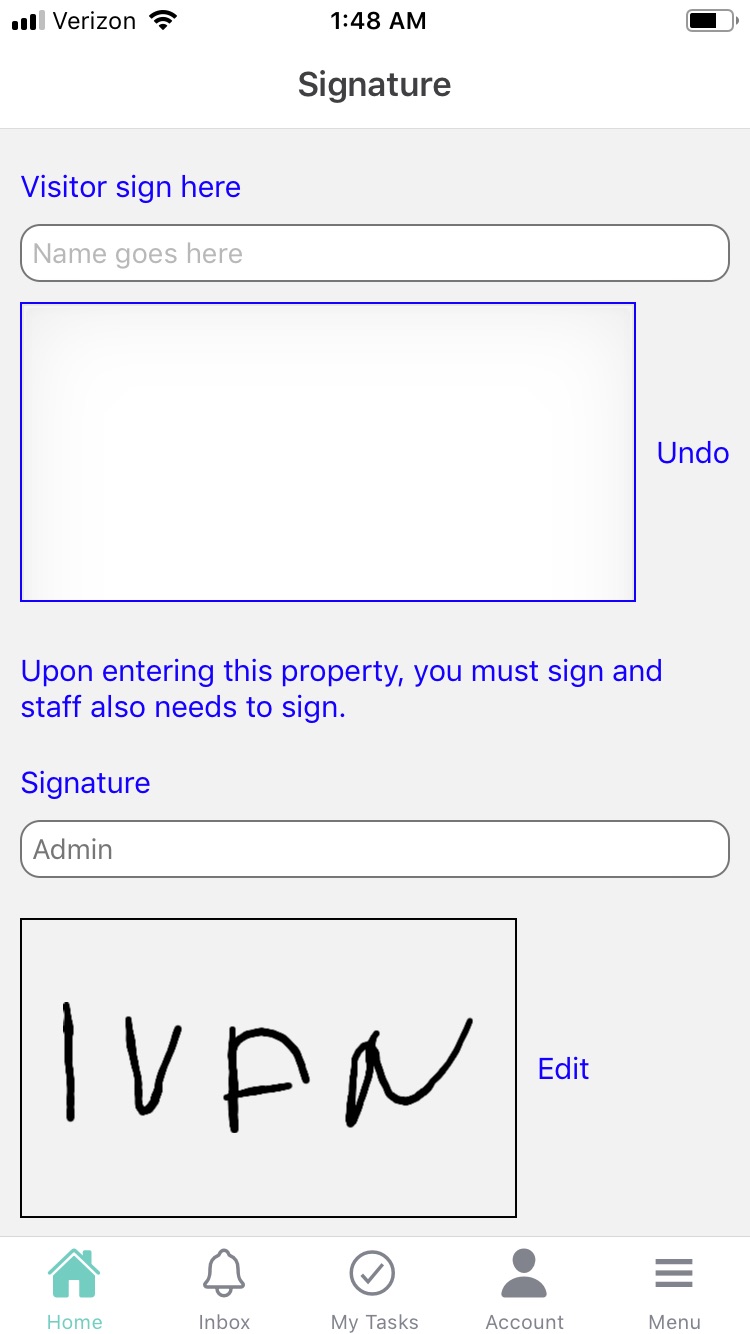 Verizon 1:48 AM
Signature
Visitor sign here
Name goes here
Undo
Upon entering this property, you must sign and
staff also needs to sign.
Signature
Admin
IVAN
Edit
Home Inbox My Tasks Account Menu